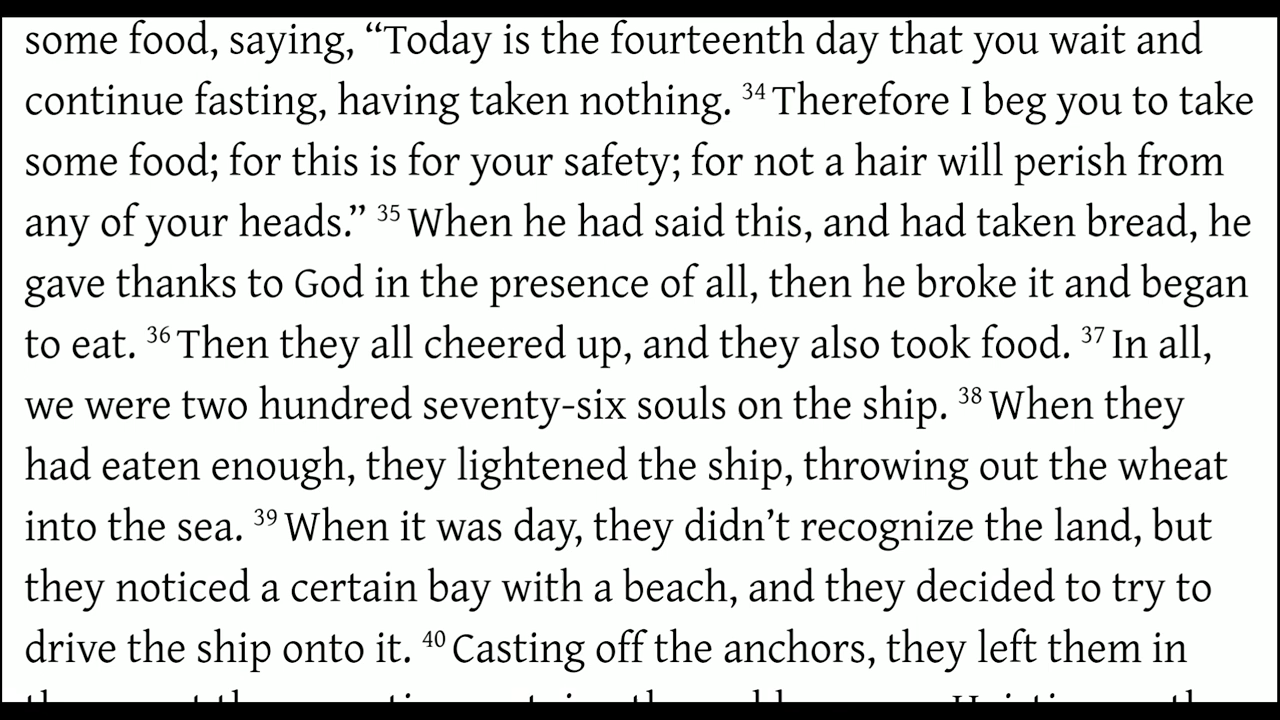 some food, saying, “Today is the fourteenth day that you wait and
continue fasting, having taken nothing. 34 Therefore I beg you to take
some food; for this is for your safety; for not a hair will perish from
any of your heads.” 35 When he had said this, and had taken bread, he
gave thanks to God in the presence of all, then he broke it and began
to eat. 36 Then they all cheered up, and they also took food. 37 In all,
we were two hundred seventy-six souls on the ship. 38 When they
had eaten enough, they lightened the ship, throwing out the wheat
into the sea. 39 When it was day, they didn’t recognize the land, but
they noticed a certain bay with a beach, and they decided to try to
drive the ship onto it. 40 Casting off the anchors, they left them in